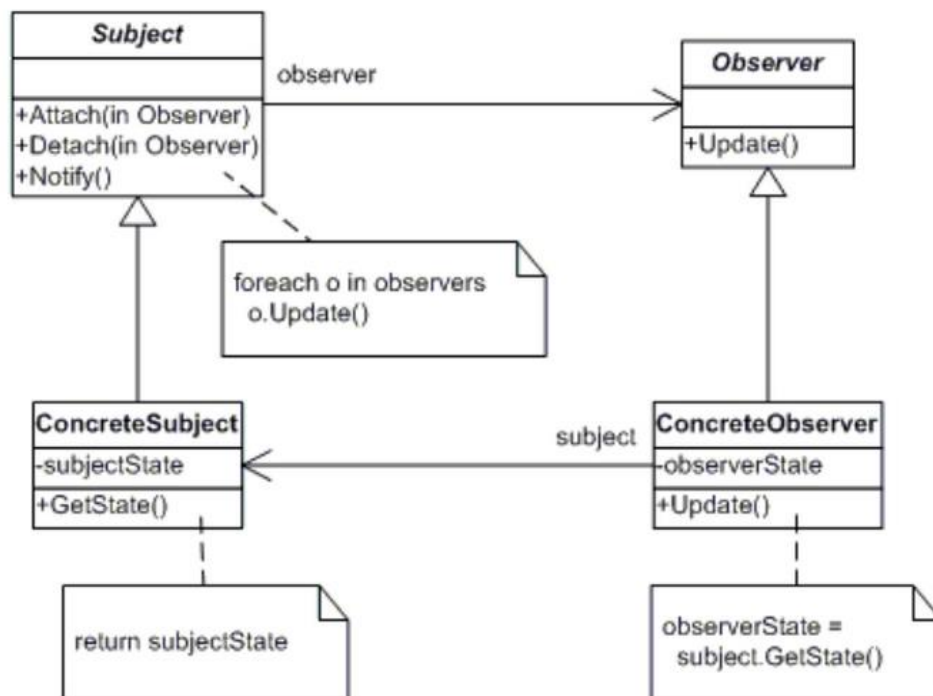 Subject
+Attach(in Observer)
+Detach(in Observer)
+Notify()
observer
Observer
+Update()
foreach o in observers
o.Update()
ConcreteSubject
-subjectState
+GetState()
subject
ConcreteObserver
-observerState
+Update()
return subjectState
observerState =
subject.GetState()